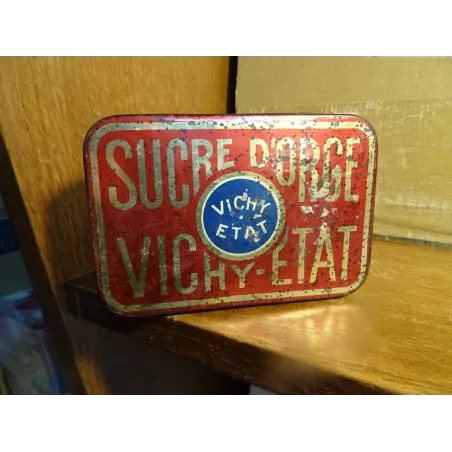 SUCRE D'ORGE
VICHY
ETAT
VICHY-ÉTAT